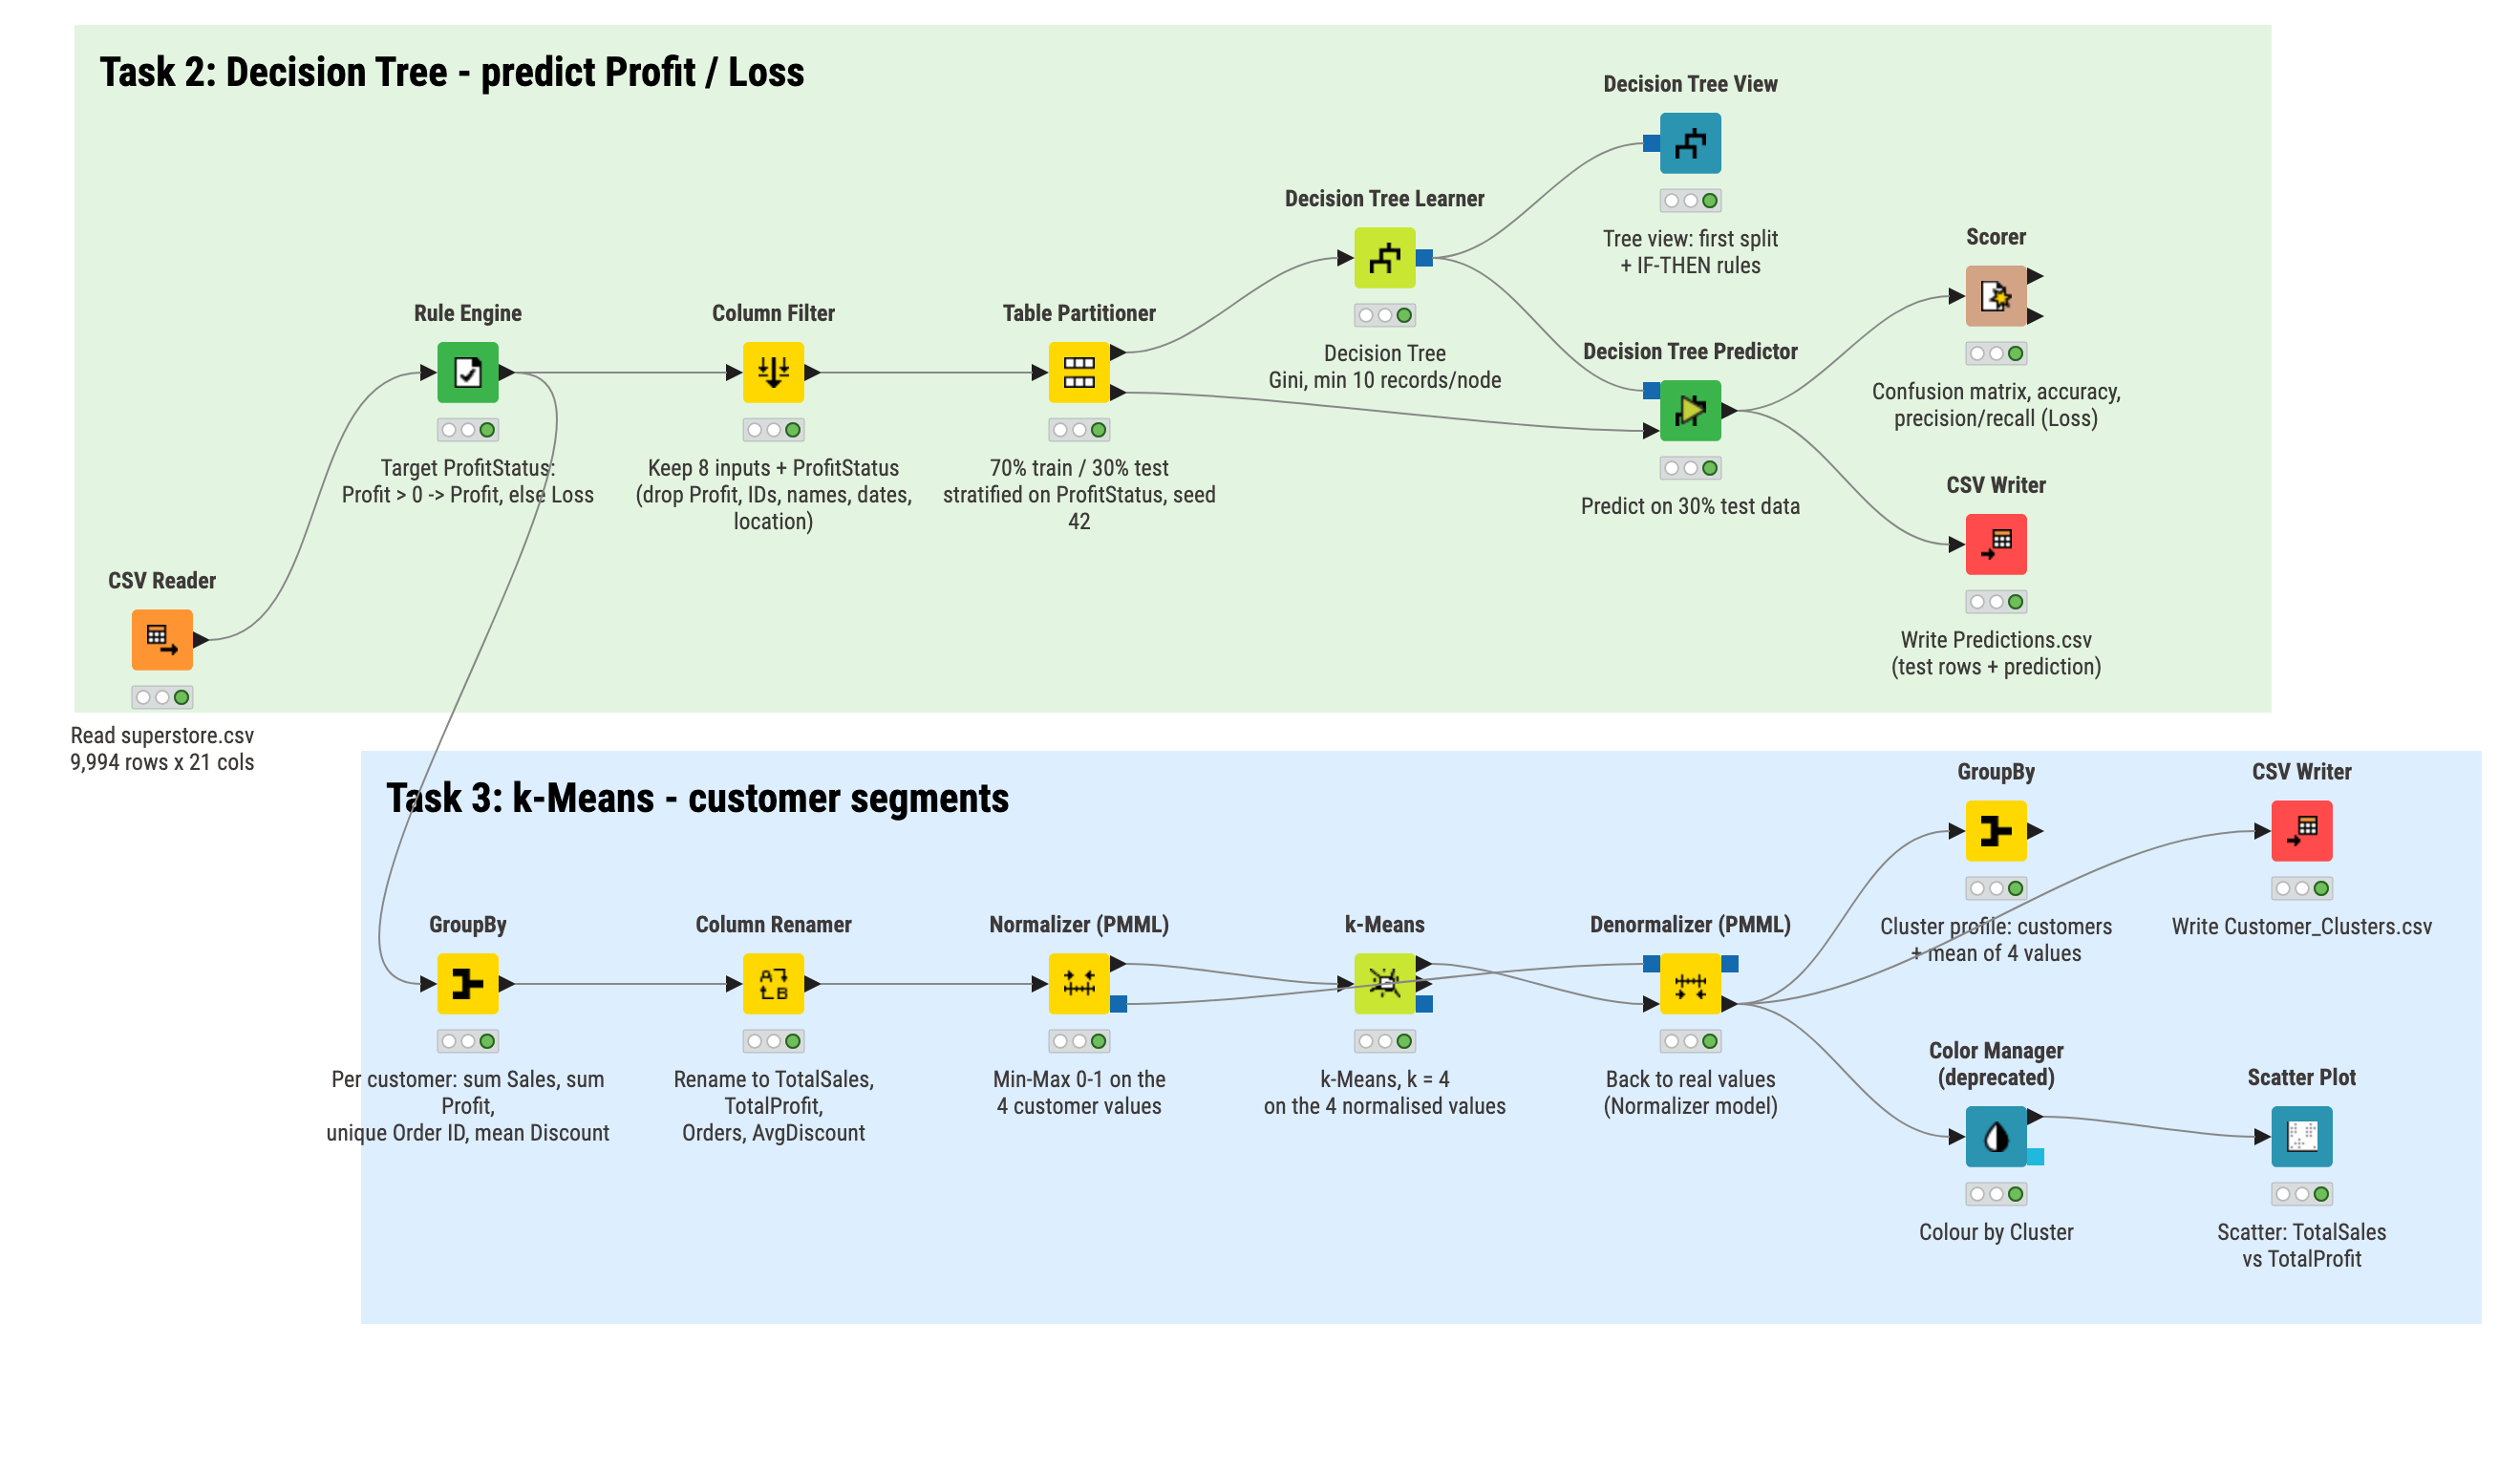 Task 2: Decision Tree - predict Profit / Loss
Decision Tree View
Tree view: first split
+ IF-THEN rules
Decision Tree Learner
Decision Tree
Gini, min 10 records/node
Scorer
Confusion matrix, accuracy,
precision/recall (Loss)
Rule Engine
Target ProfitStatus:
Profit > 0 -> Profit, else Loss
Column Filter
Keep 8 inputs + ProfitStatus
(drop Profit, IDs, names, dates,
location)
Table Partitioner
70% train / 30% test
stratified on ProfitStatus, seed
42
Decision Tree Predictor
Predict on 30% test data
CSV Writer
Write Predictions.csv
(test rows + prediction)
CSV Reader
Read superstore.csv
9,994 rows x 21 cols
Task 3: k-Means - customer segments
GroupBy
Cluster profile: customers
+ mean of 4 values
CSV Writer
Write Customer_Clusters.csv
GroupBy
Per customer: sum Sales, sum
Profit,
unique Order ID, mean Discount
Column Renamer
Rename to TotalSales,
TotalProfit,
Orders, AvgDiscount
Normalizer (PMML)
Min-Max 0-1 on the
4 customer values
k-Means
k-Means, k = 4
on the 4 normalised values
Denormalizer (PMML)
Back to real values
(Normalizer model)
Color Manager
(deprecated)
Colour by Cluster
Scatter Plot
Scatter: TotalSales
vs TotalProfit